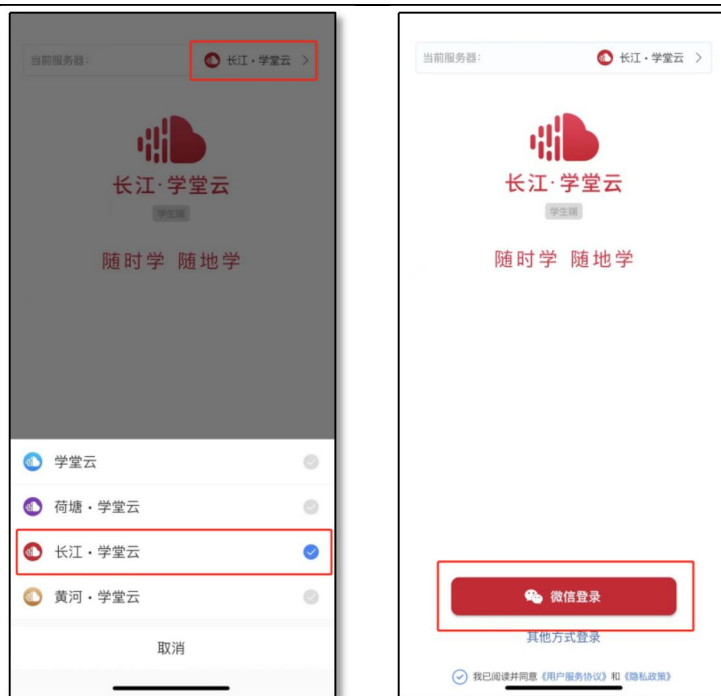 当前服务器:
长江・学堂云 >
长江·学堂云
学生端
随时学 随地学
学堂云
荷塘・学堂云
长江・学堂云
黄河・学堂云
取消
当前服务器:
长江・学堂云 >
长江·学堂云
学生端
随时学 随地学
微信登录
其他方式登录
我已阅读并同意《用户服务协议》和《隐私政策》